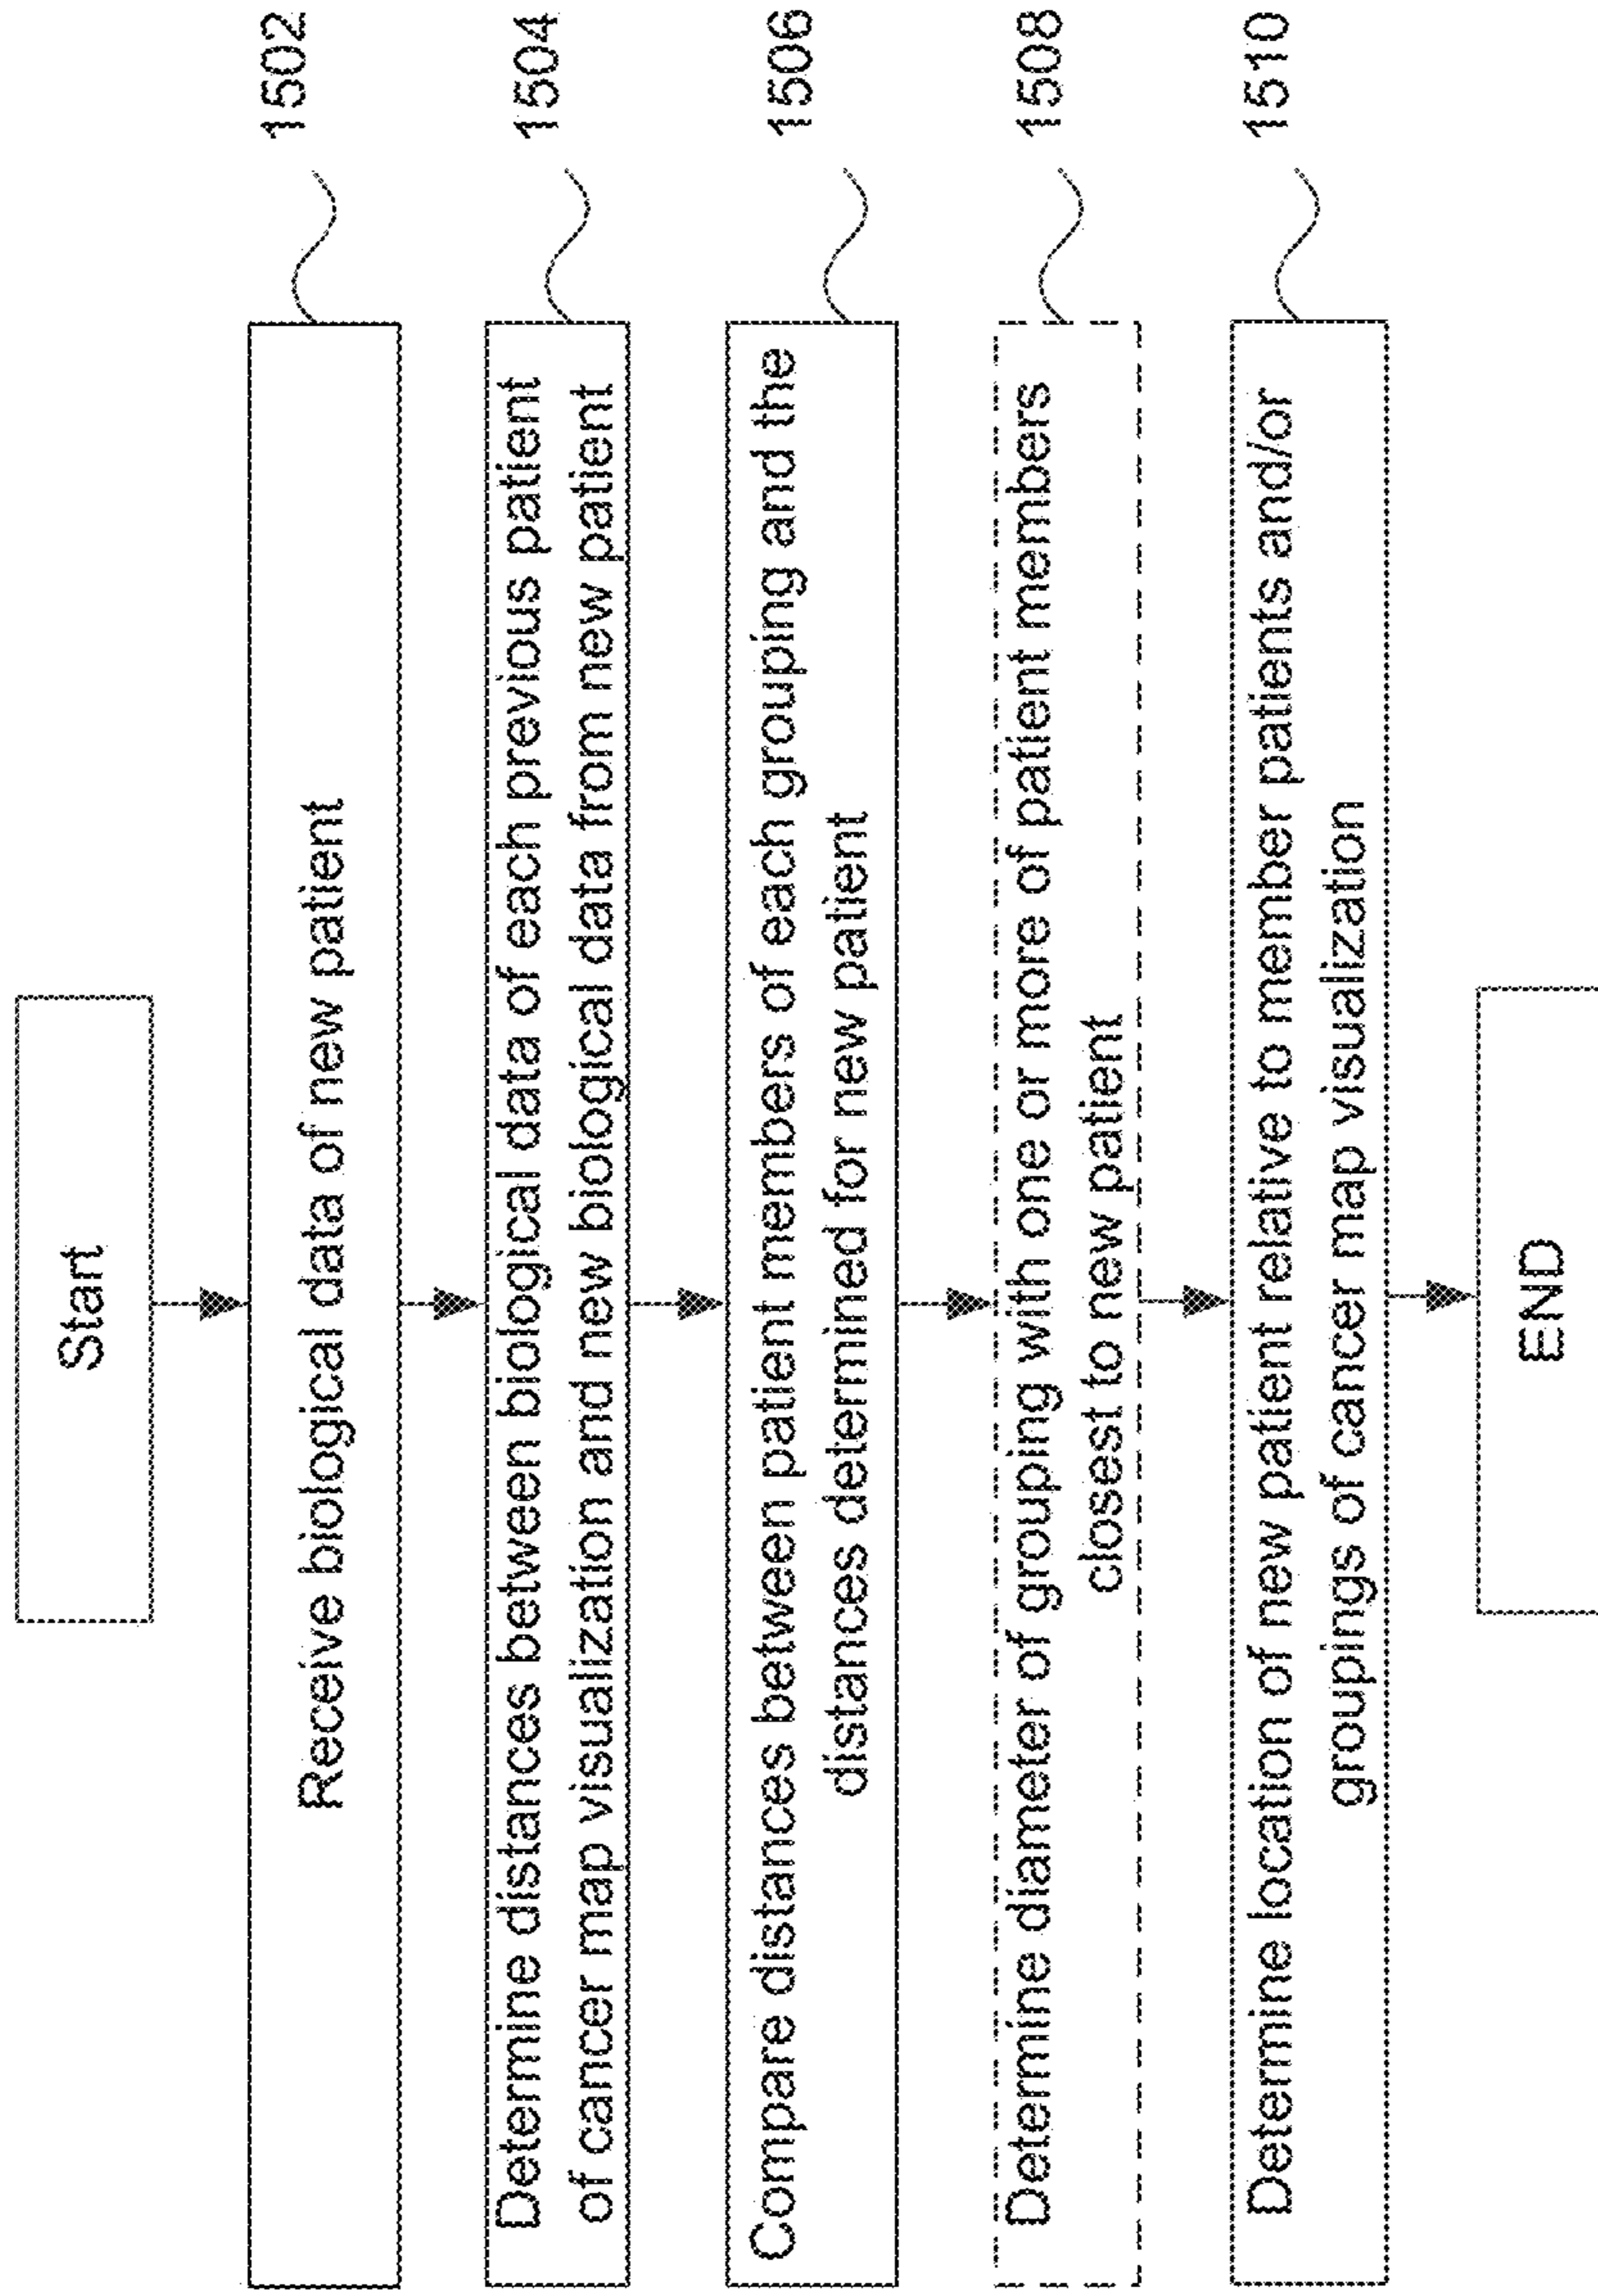 Start
Receive biological data of new patient
1502
Determine distances between biological data of each previous patient
of cancer map visualization and new biological data from new patient
1504
Compare distances between patient members of each grouping and the
distances determined for new patient
1506
Determine diameter of grouping with one or more of patient members
closest to new patient
1508
Determine location of new patient relative to member patients and/or
groupings of cancer map visualization
1510
END